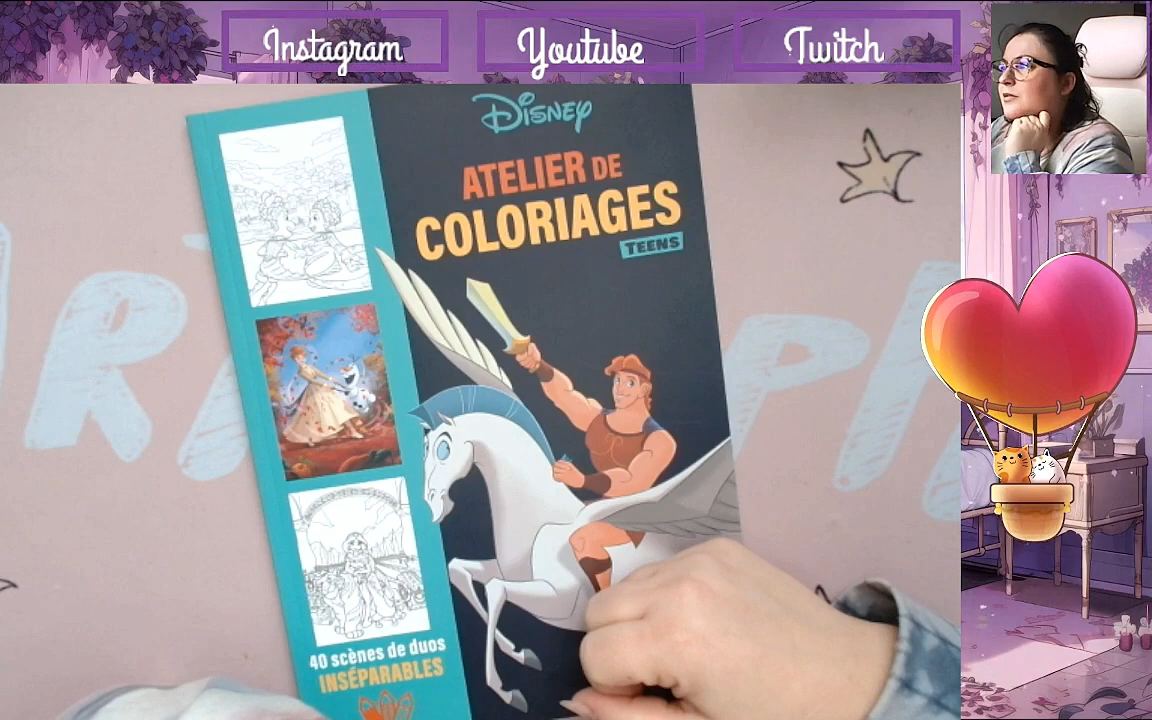 Instagram
Youtube
Twitch
Disney
ATELIER DE
COLORIAGES
TEENS
40 scènes de duos
INSÉPARABLES